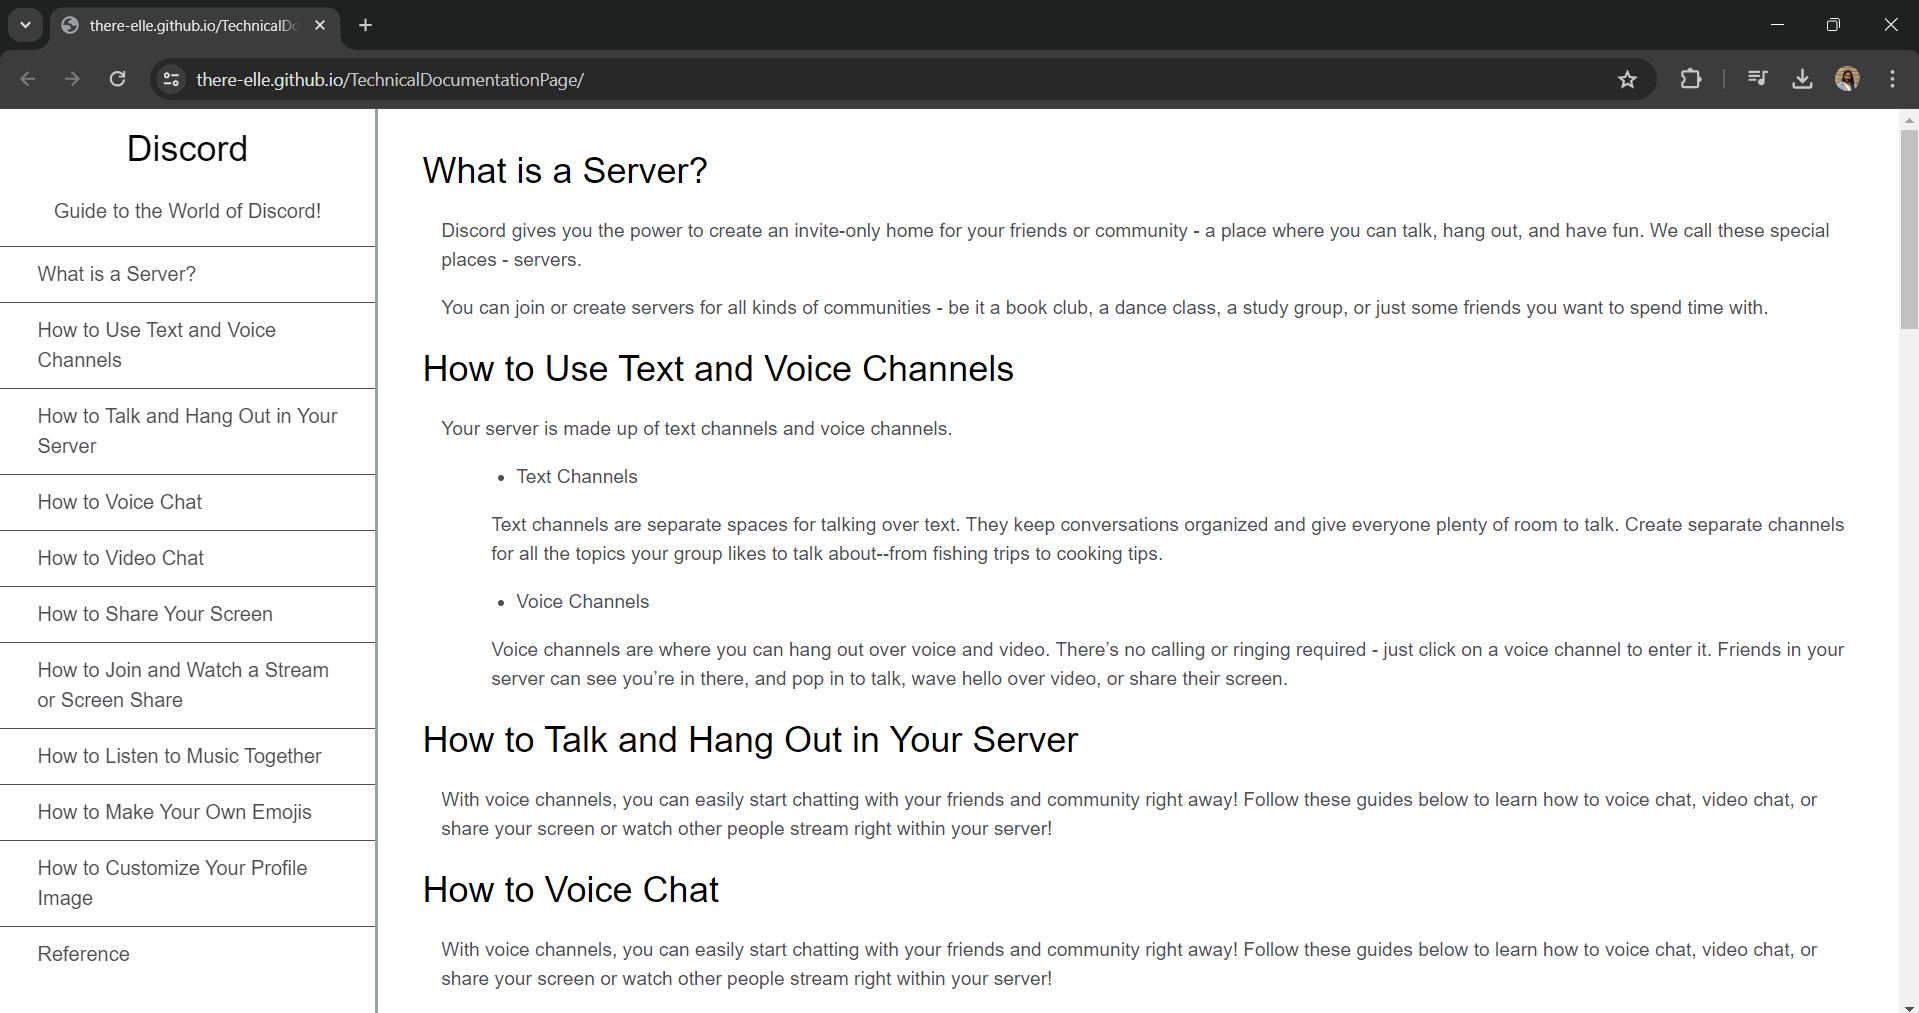 there-elle.github.io/TechnicalDo
there-elle.github.io/TechnicalDocumentationPage/
Discord
Guide to the World of Discord!
What is a Server?
How to Use Text and Voice
Channels
How to Talk and Hang Out in Your
Server
How to Voice Chat
How to Video Chat
How to Share Your Screen
How to Join and Watch a Stream
or Screen Share
How to Listen to Music Together
How to Make Your Own Emojis
How to Customize Your Profile
Image
Reference
What is a Server?
Discord gives you the power to create an invite-only home for your friends or community - a place where you can talk, hang out, and have fun. We call these special
places - servers.
You can join or create servers for all kinds of communities - be it a book club, a dance class, a study group, or just some friends you want to spend time with.
How to Use Text and Voice Channels
Your server is made up of text channels and voice channels.
• Text Channels
Text channels are separate spaces for talking over text. They keep conversations organized and give everyone plenty of room to talk. Create separate channels
for all the topics your group likes to talk about--from fishing trips to cooking tips.
• Voice Channels
Voice channels are where you can hang out over voice and video. There’s no calling or ringing required - just click on a voice channel to enter it. Friends in your
server can see you’re in there, and pop in to talk, wave hello over video, or share their screen.
How to Talk and Hang Out in Your Server
With voice channels, you can easily start chatting with your friends and community right away! Follow these guides below to learn how to voice chat, video chat, or
share your screen or watch other people stream right within your server!
How to Voice Chat
With voice channels, you can easily start chatting with your friends and community right away! Follow these guides below to learn how to voice chat, video chat, or
share your screen or watch other people stream right within your server!